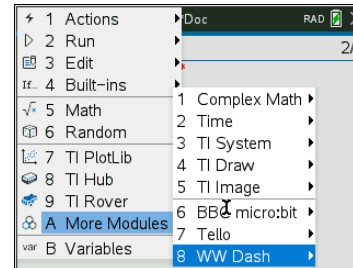 1 Actions
*Doc RAD
2 Run
2/
3 Edit
If... 4 Built-ins
5 Math
6 Random
7 TI PlotLib
8 TI Hub
9 TI Rover
A More Modules
var B Variables
1 Complex Math
2 Time
3 TI System
4 TI Draw
5 TI Image
6 BBC micro:bit
7 Tello
8 WW Dash